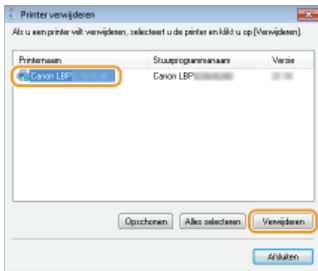 Printer verwijderen
Als u een printer wilt verwijderen, selecteert u de printer en klikt u op [Verwijderen].
Printernaam Stuurprogrammanaam Versie
Canon LBP Canon LBP
Opschonen Alles selecteren Verwijderen
Afsluiten